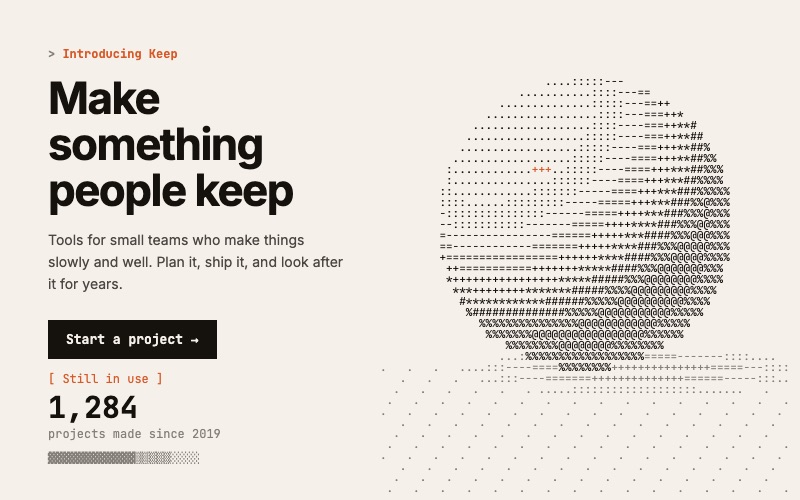 > Introducing Keep
Make
something
people keep
Tools for small teams who make things
slowly and well. Plan it, ship it, and look after
it for years.
Start a project →
[ Still in use ]
1,284
projects made since 2019